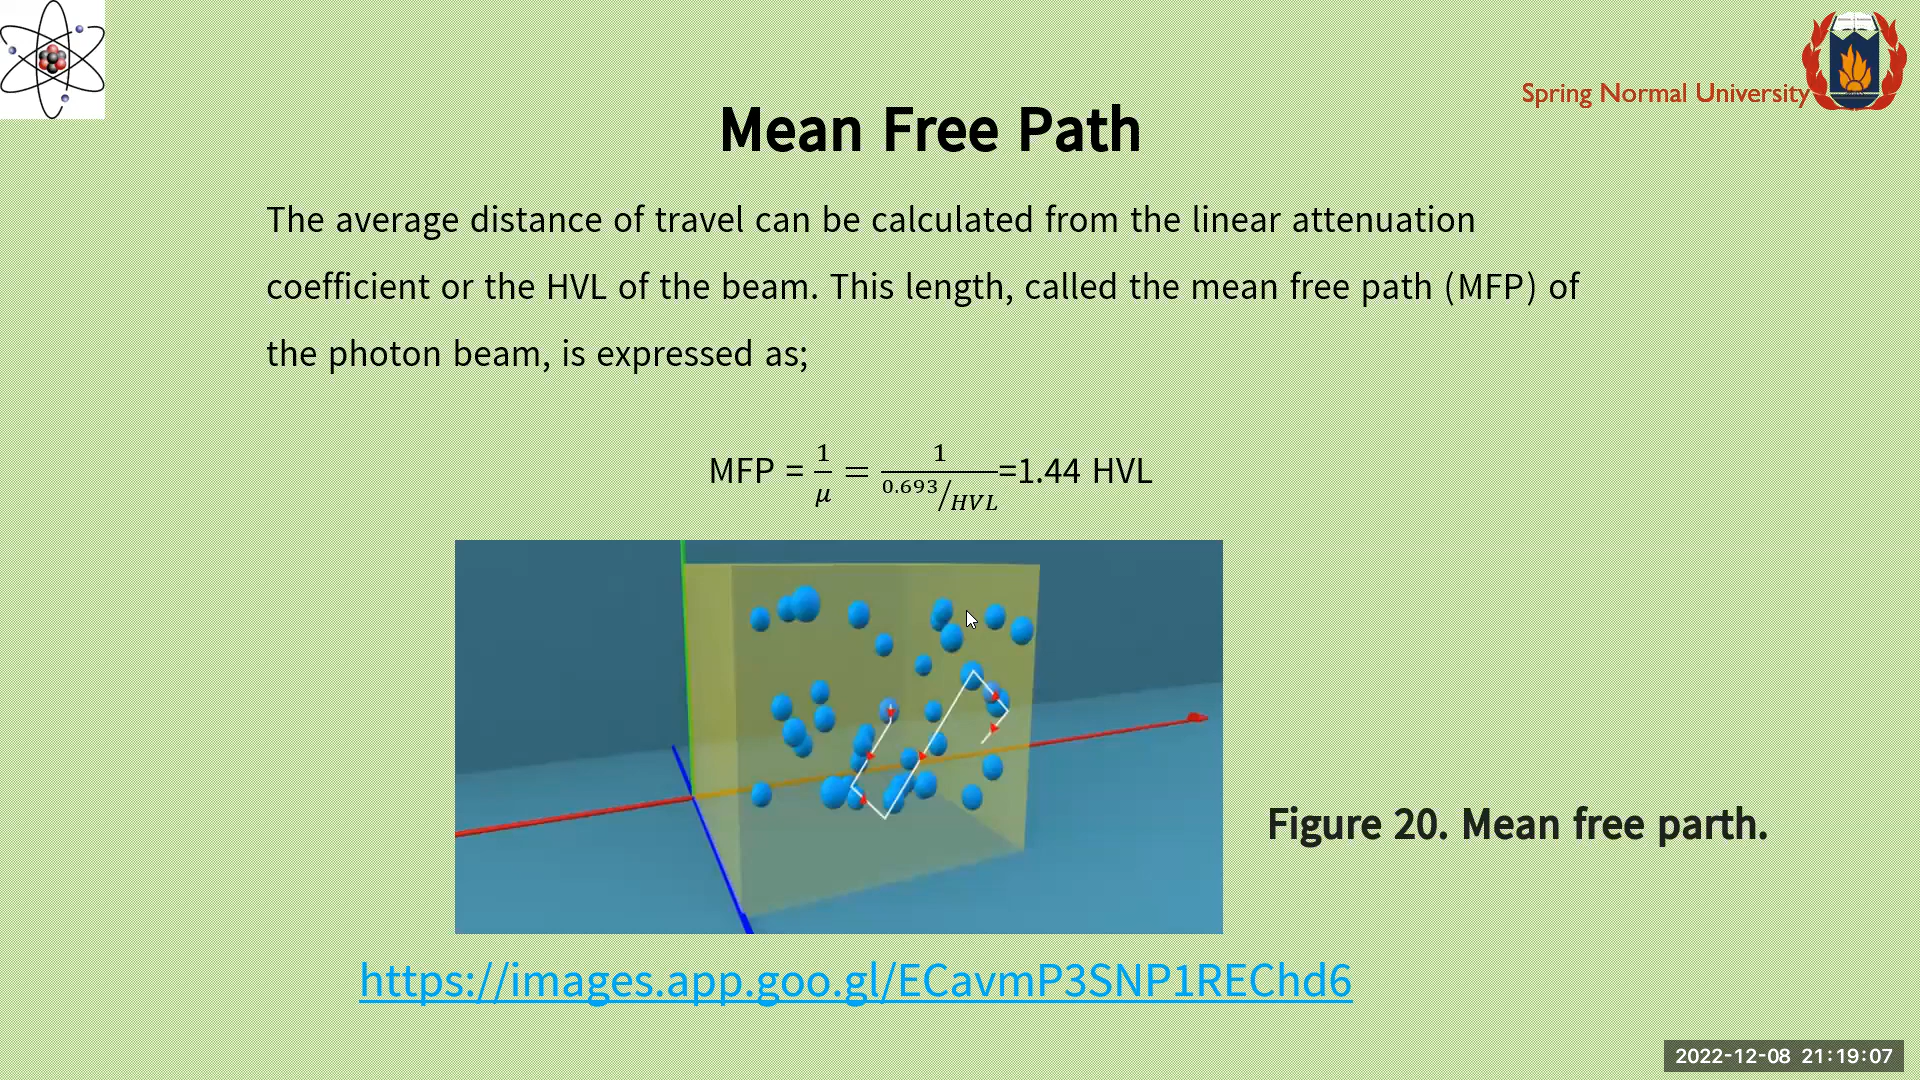 Spring Normal University
Mean Free Path
The average distance of travel can be calculated from the linear attenuation
coefficient or the HVL of the beam. This length, called the mean free path (MFP) of
the photon beam, is expressed as;
MFP = 1/μ = 1/(0.693/HVL) =1.44 HVL
Figure 20. Mean free parth.
https://images.app.goo.gl/ECavmP3SNP1REChd6
2022-12-08 21:19:07